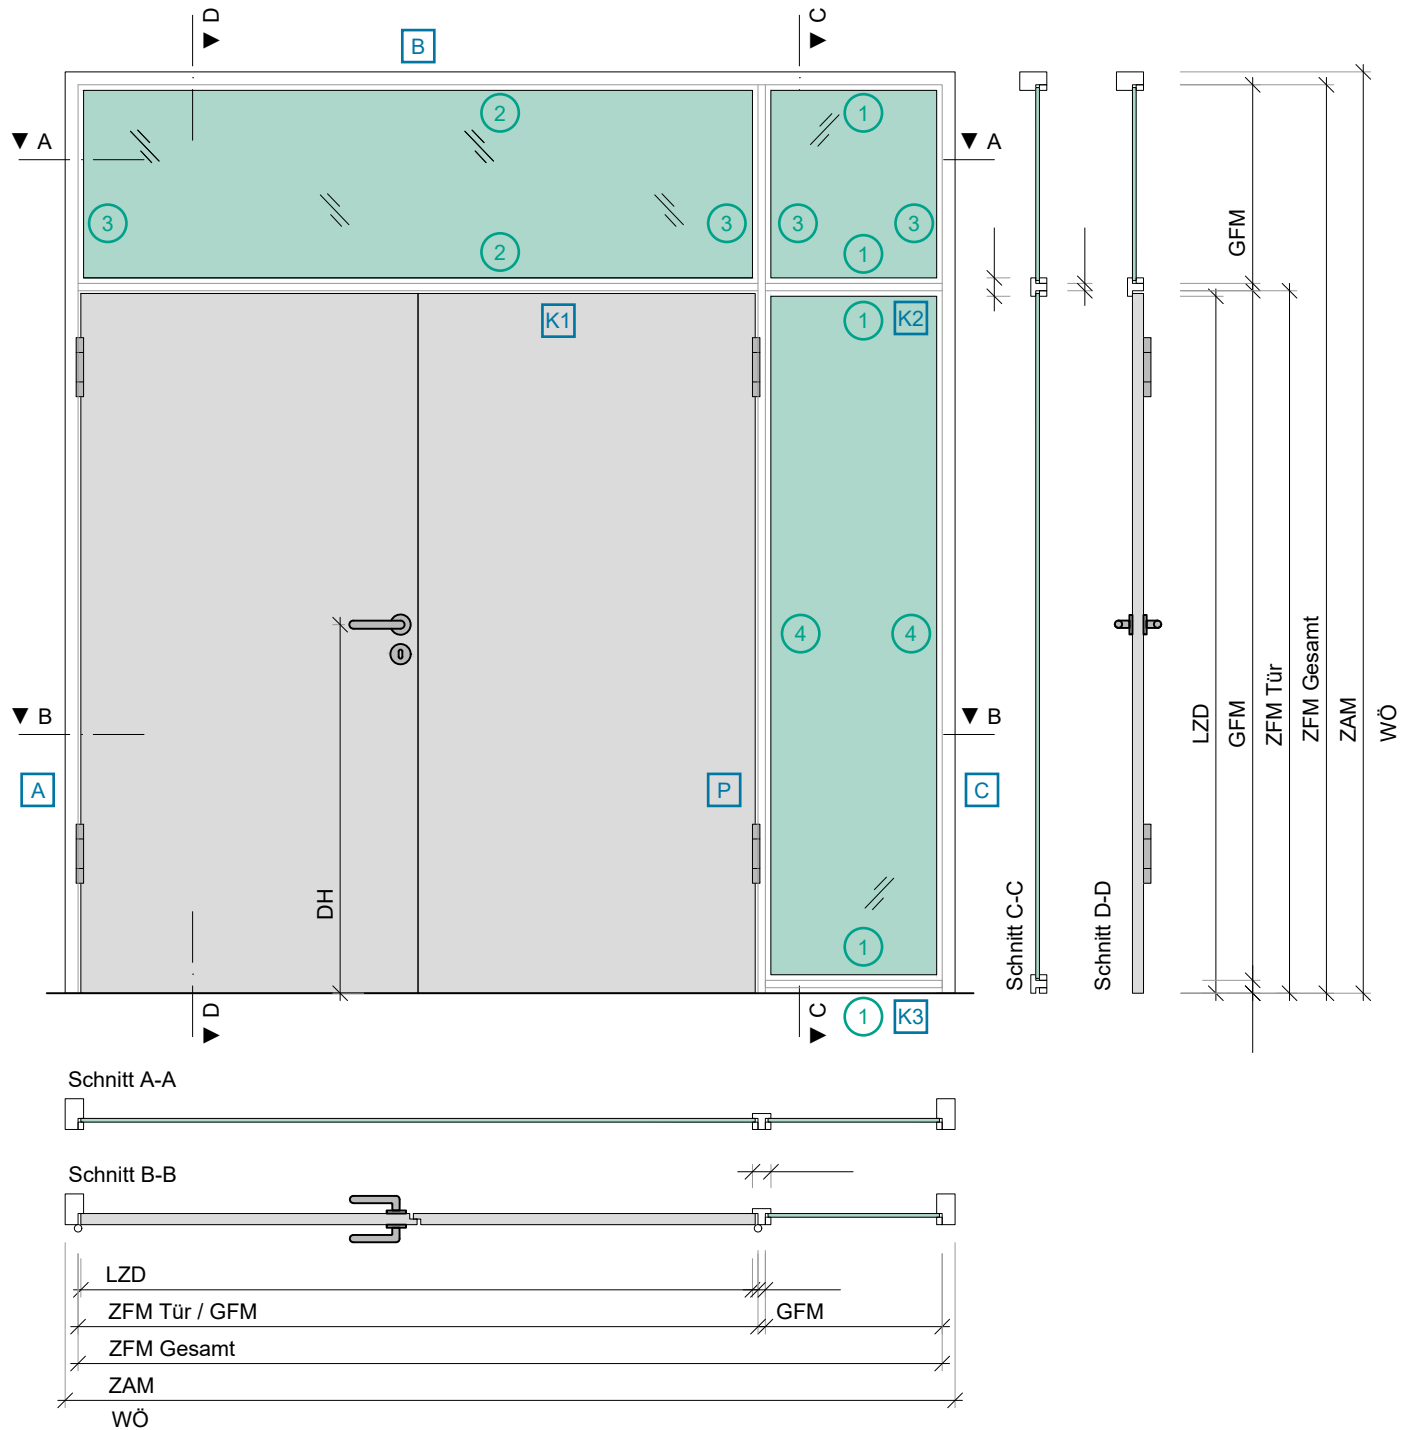 ▼ D
▼ C
B
▼ A
2
1
▼ A
3
3
3
3
2
1
GFM
K1
1
K2
4
4
▼ B
▼ B
A
P
C
DH
LZD
GFM
ZFM Tür
ZFM Gesamt
ZAM
WÖ
Schnitt C-C
Schnitt D-D
1
▼ D
▼ C
1
K3
Schnitt A-A
Schnitt B-B
LZD
ZFM Tür / GFM
GFM
ZFM Gesamt
ZAM
WÖ